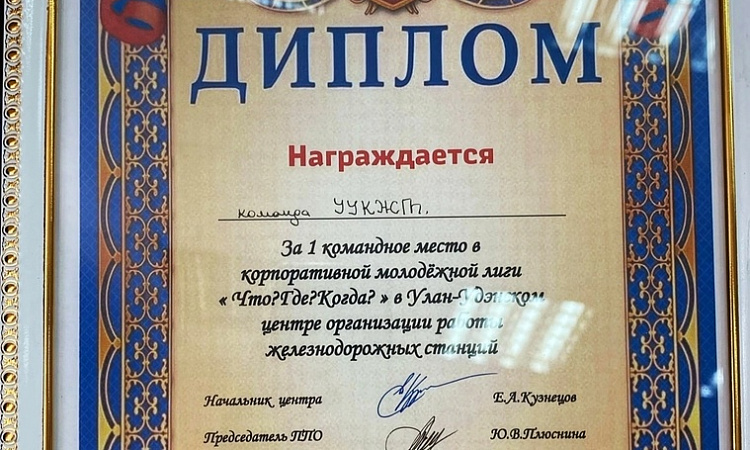 ДИПЛОМ
Награждается
команда УУКЖТ.
За 1 командное место в
корпоративной молодёжной лиги
« Что?Где?Когда? » в Улан-Удэнском
центре организации работы
железнодорожных станций
Начальник центра Е.А.Кузнецов
Председатель ППО Ю.В.Плюснина